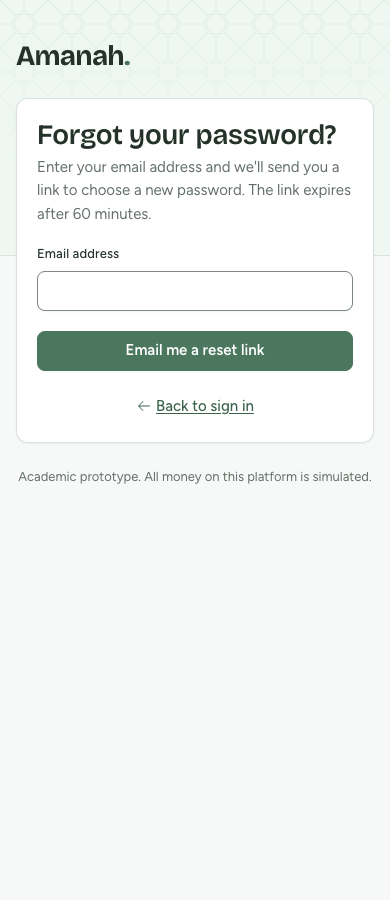 Amanah.
Forgot your password?
Enter your email address and we'll send you a
link to choose a new password. The link expires
after 60 minutes.
Email address
Email me a reset link
← Back to sign in
Academic prototype. All money on this platform is simulated.